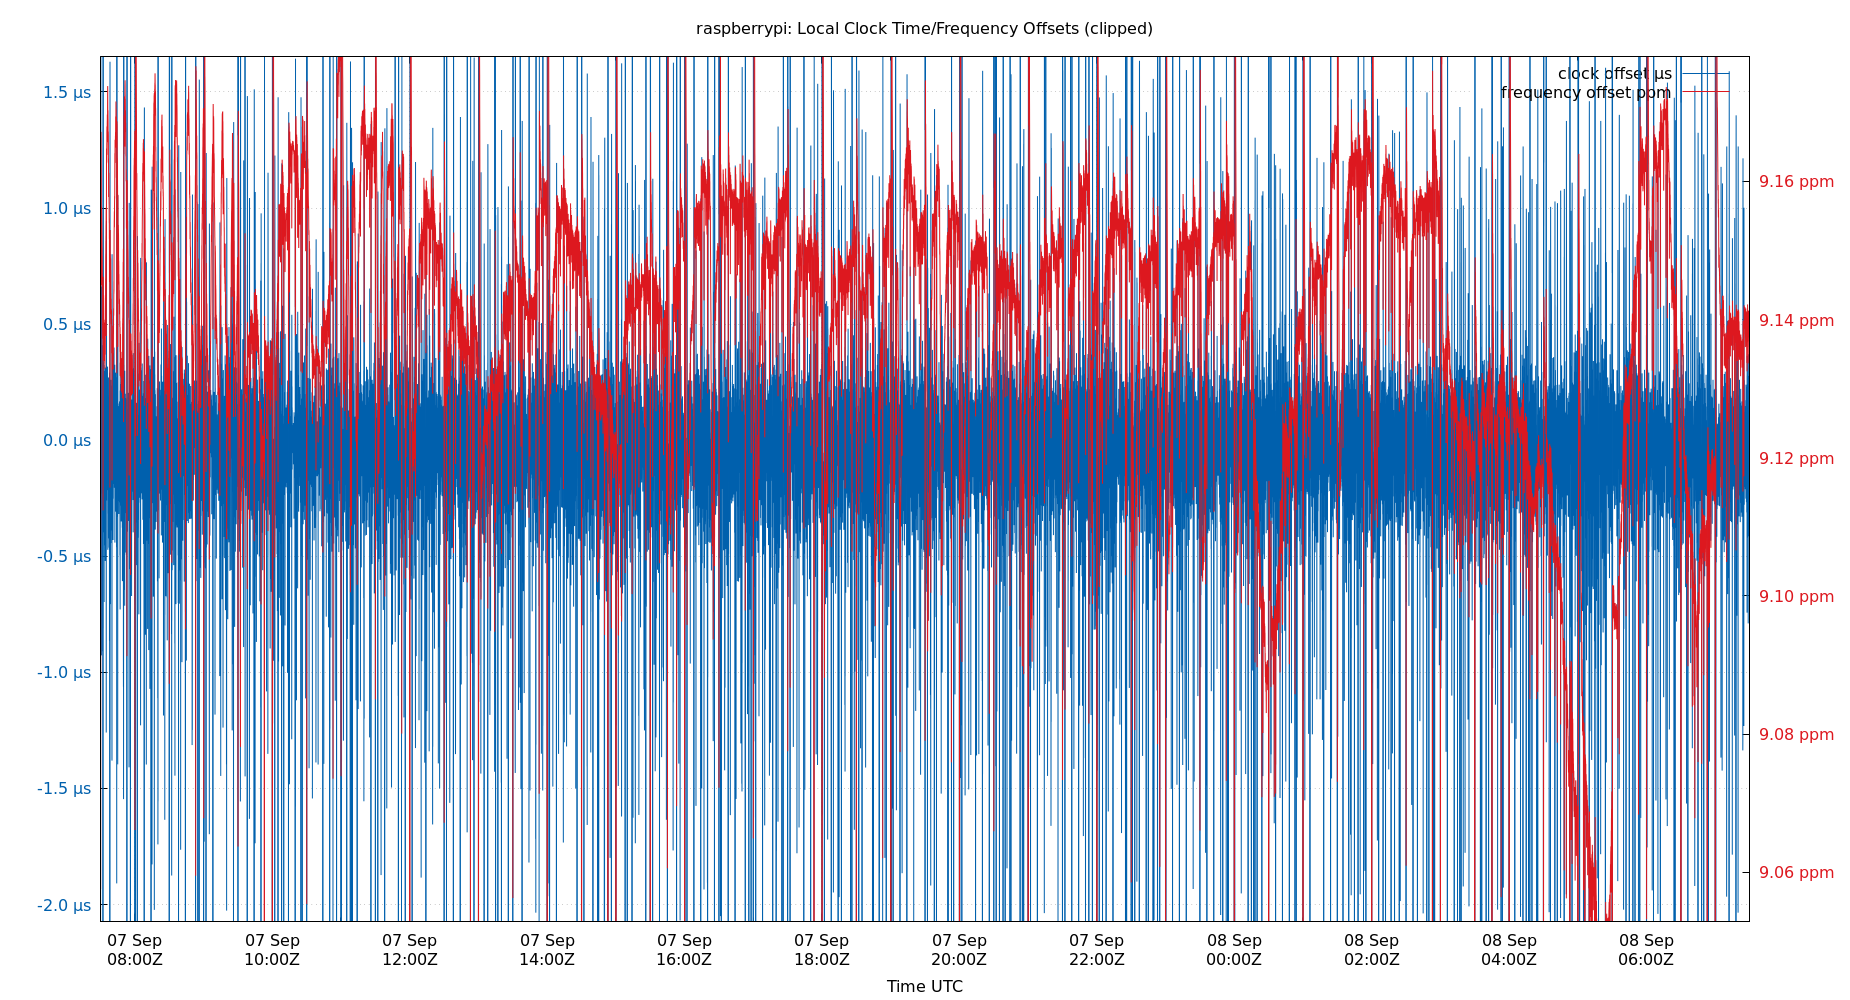 raspberrypi: Local Clock Time/Frequency Offsets (clipped)
clock offset µs
frequency offset ppm
1.5 µs
1.0 µs
0.5 µs
0.0 µs
-0.5 µs
-1.0 µs
-1.5 µs
-2.0 µs
9.16 ppm
9.14 ppm
9.12 ppm
9.10 ppm
9.08 ppm
9.06 ppm
07 Sep 07 Sep 07 Sep 07 Sep 07 Sep 07 Sep 07 Sep 07 Sep 08 Sep 08 Sep 08 Sep 08 Sep
08:00Z 10:00Z 12:00Z 14:00Z 16:00Z 18:00Z 20:00Z 22:00Z 00:00Z 02:00Z 04:00Z 06:00Z
Time UTC